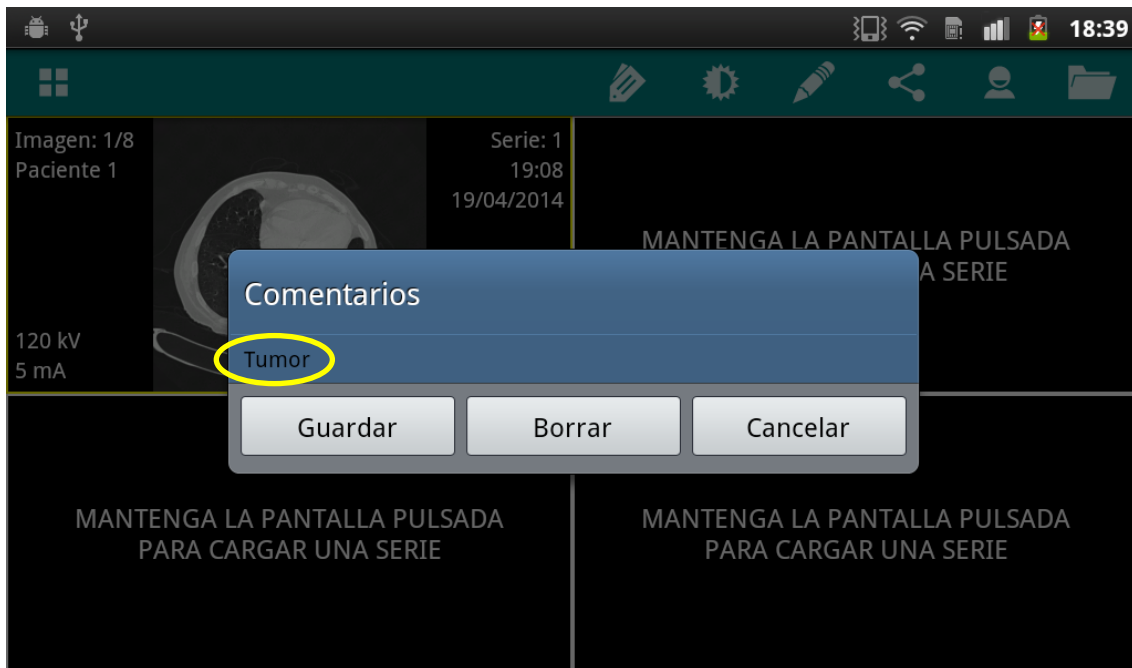 18:39
Imagen: 1/8
Paciente 1
Serie: 1
19:08
19/04/2014
120 kV
5 mA
MANTENGA LA PANTALLA PULSADA
A SERIE
Comentarios
Tumor
Guardar
Borrar
Cancelar
MANTENGA LA PANTALLA PULSADA
PARA CARGAR UNA SERIE
MANTENGA LA PANTALLA PULSADA
PARA CARGAR UNA SERIE